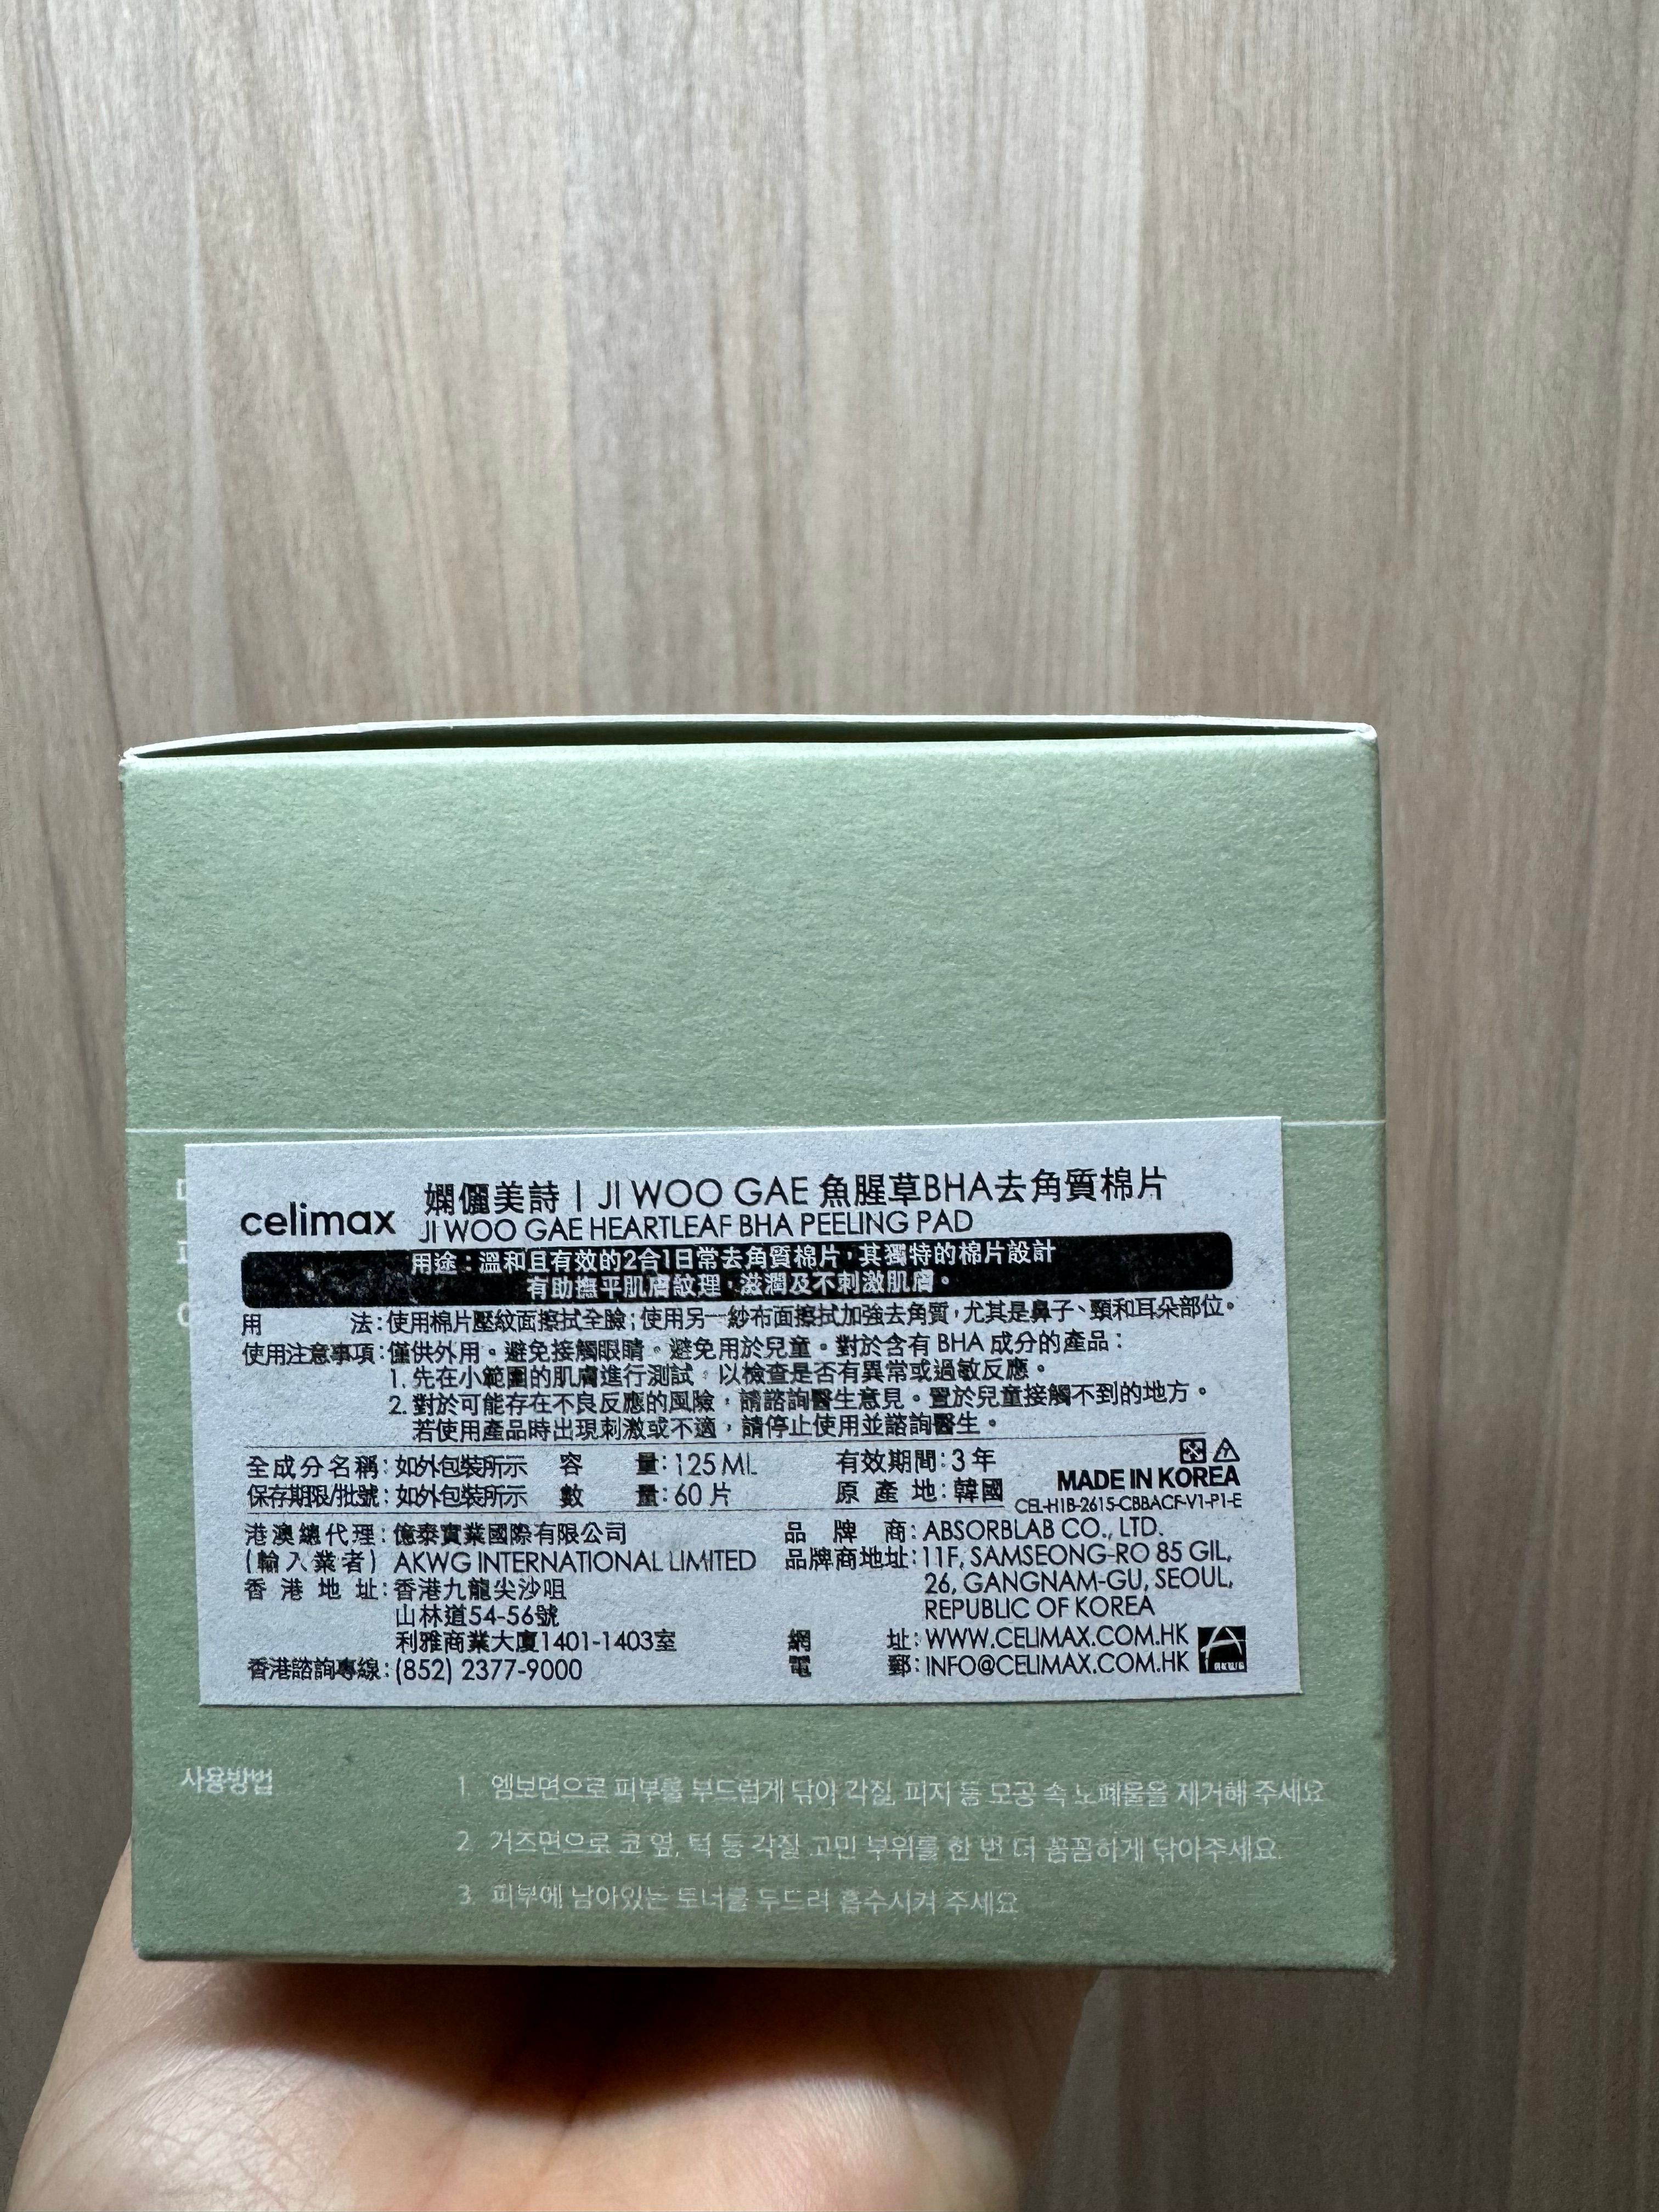 celimax
嫻儷美詩 | JI WOO GAE 魚腥草BHA去角質棉片
JI WOO GAE HEARTLEAF BHA PEELING PAD
用途：溫和且有效的2合1日常去角質棉片，其獨特的棉片設計
有助撫平肌膚紋理，滋潤及不刺激肌膚。
用 法：使用棉片壓紋面擦拭全臉；使用另一紗布面擦拭加強去角質，尤其是鼻子、頸和耳朵部位。
使用注意事項：僅供外用。避免接觸眼睛。避免用於兒童。對於含有 BHA 成分的產品：
1. 先在小範圍的肌膚進行測試，以檢查是否有異常或過敏反應。
2. 對於可能存在不良反應的風險，請諮詢醫生意見。置於兒童接觸不到的地方。
若使用產品時出現刺激或不適，請停止使用並諮詢醫生。
全成分名稱：如外包裝所示 容 量：125 ML 有效期間：3 年
保存期限/批號：如外包裝所示 數 量：60 片 原 產 地：韓國
MADE IN KOREA
CEL-H1B-2615-CBBACF-V1-P1-E
港澳總代理：億泰實業國際有限公司
(輸入業者) AKWG INTERNATIONAL LIMITED
香 港 地 址：香港九龍尖沙咀
山林道54-56號
利雅商業大廈1401-1403室
香港諮詢專線：(852) 2377-9000
品 牌 商：ABSORBLAB CO., LTD.
品牌商地址：11F, SAMSEONG-RO 85 GIL,
26, GANGNAM-GU, SEOUL,
REPUBLIC OF KOREA
網 址：WWW.CELIMAX.COM.HK
電 郵：INFO@CELIMAX.COM.HK
AKWG
사용방법
1. 엠보면으로 피부를 부드럽게 닦아 각질, 피지 등 모공 속 노폐물을 제거해 주세요
2. 거즈면으로 코 옆, 턱 등 각질 고민 부위를 한 번 더 꼼꼼하게 닦아주세요.
3. 피부에 남아있는 토너를 두드려 흡수시켜 주세요